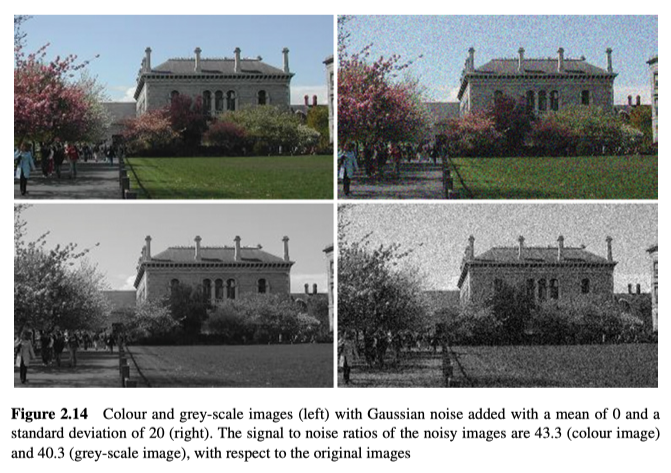 Figure 2.14 Colour and grey-scale images (left) with Gaussian noise added with a mean of 0 and a
standard deviation of 20 (right). The signal to noise ratios of the noisy images are 43.3 (colour image)
and 40.3 (grey-scale image), with respect to the original images